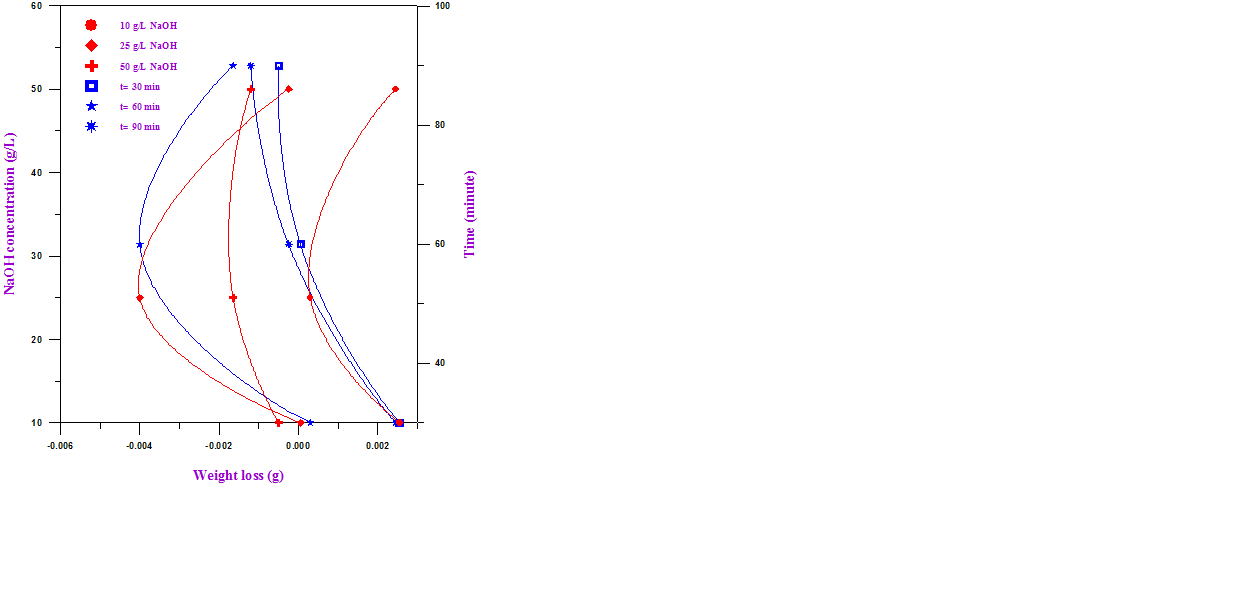 60
100
10 g/L NaOH
25 g/L NaOH
50 g/L NaOH
t= 30 min
t= 60 min
t= 90 min
50
80
40
NaOH concentration (g/L)
Time (minute)
60
30
20
40
10
-0.006
-0.004
-0.002
0.000
0.002
Weight loss (g)